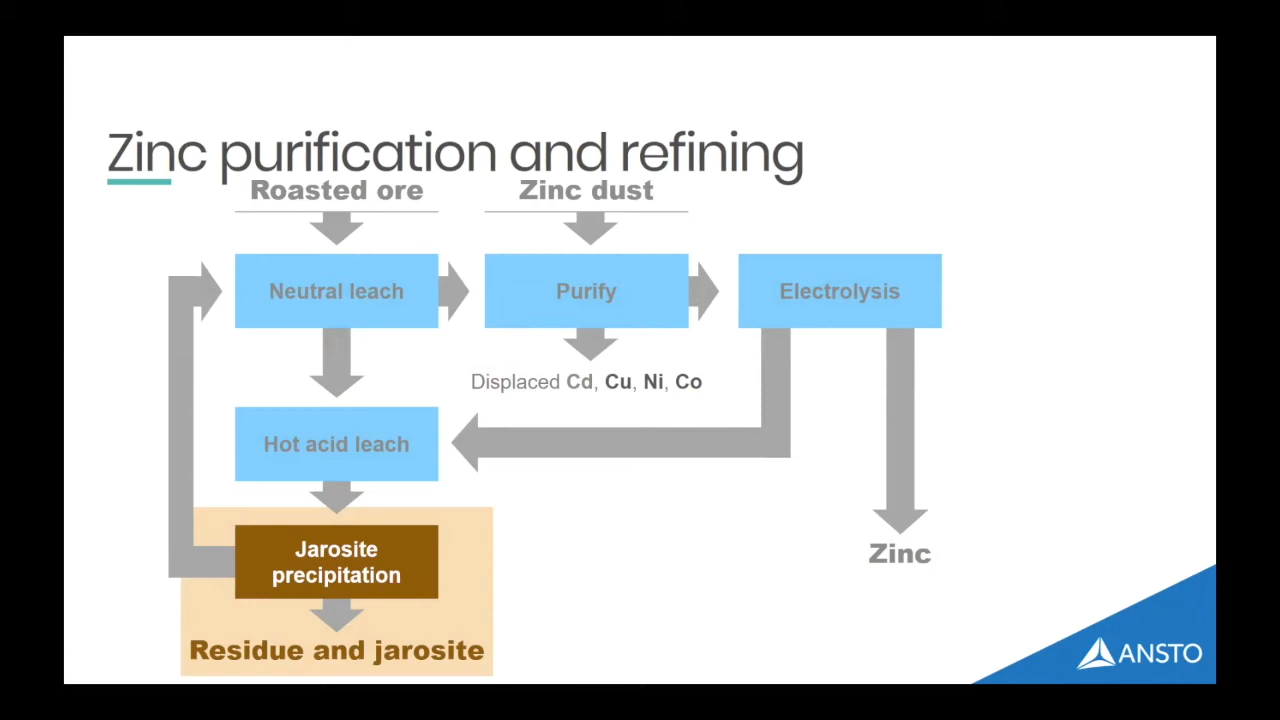 Zinc purification and refining
Roasted ore
Zinc dust
Neutral leach
Purify
Electrolysis
Displaced Cd, Cu, Ni, Co
Hot acid leach
Jarosite
precipitation
Zinc
Residue and jarosite
ANSTO